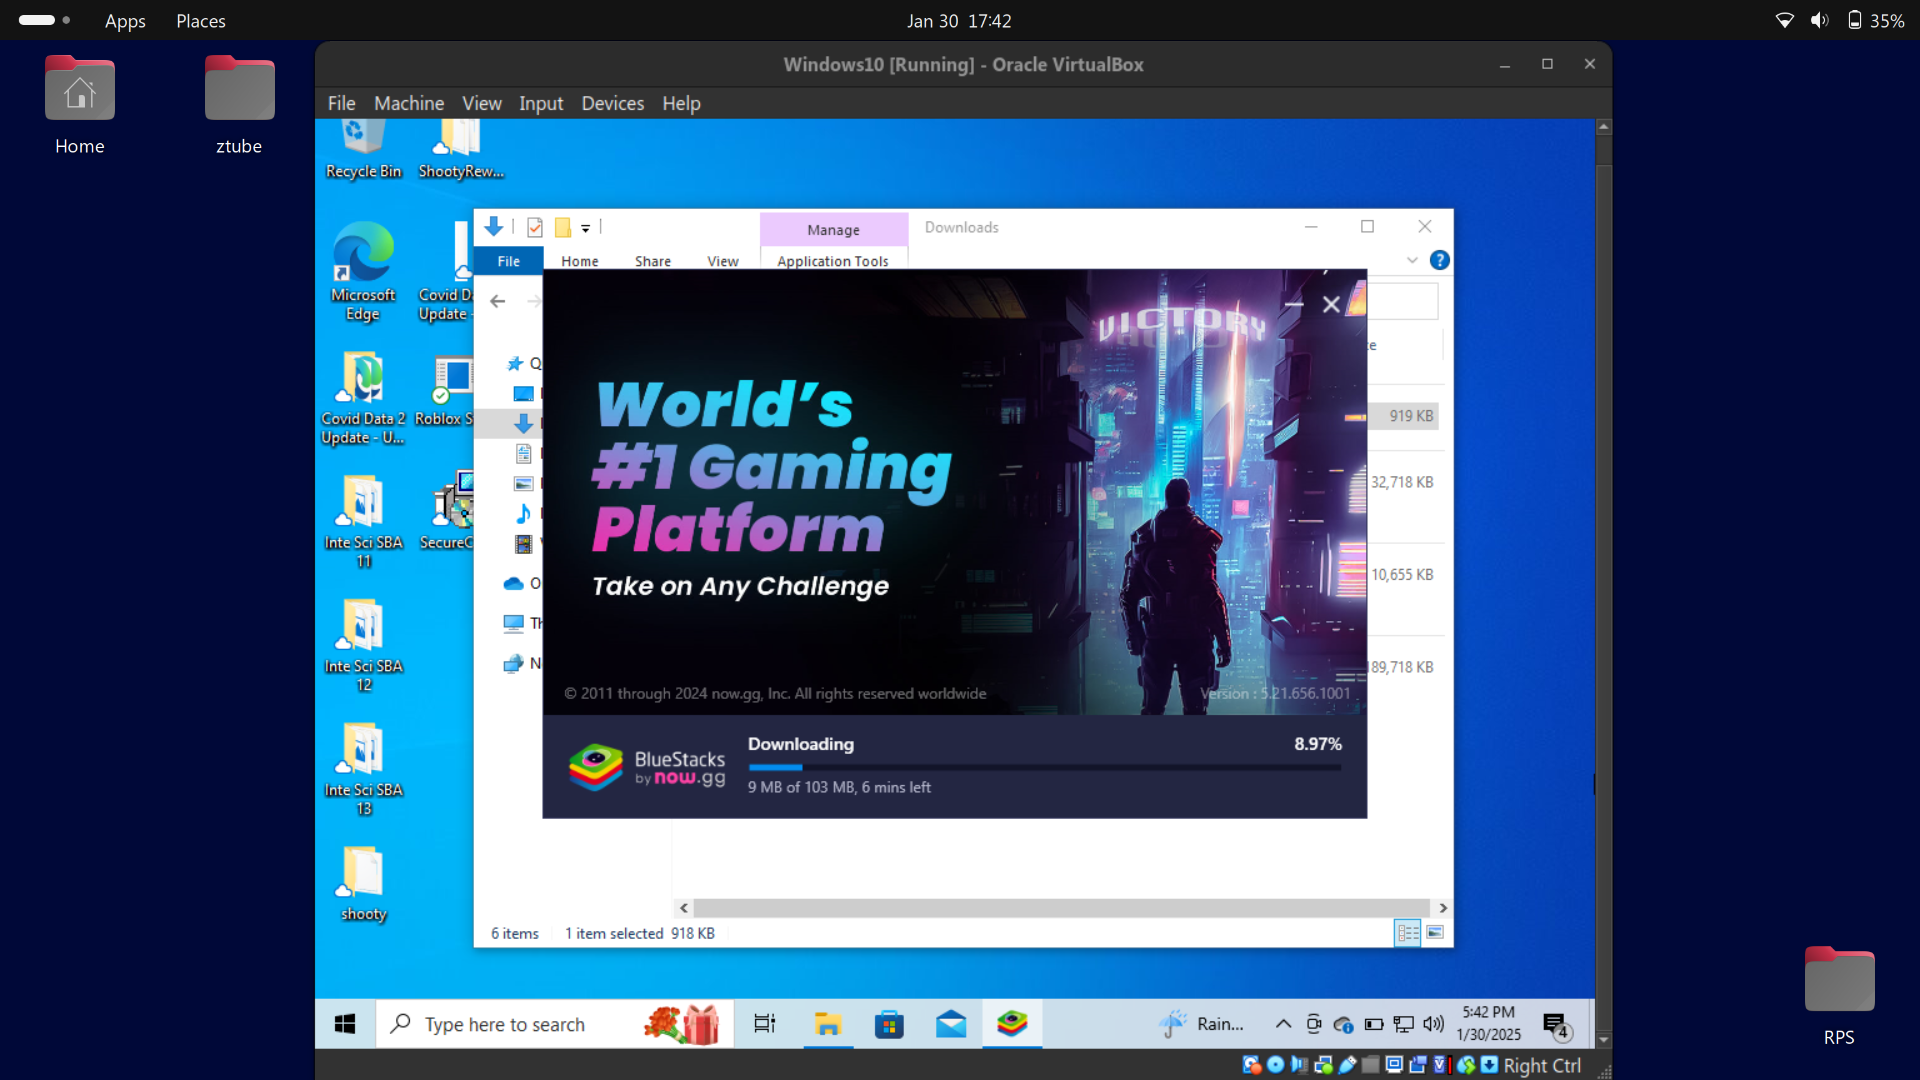 Apps Places Jan 30 17:42 35%
Home
ztube
Windows10 [Running] - Oracle VirtualBox
File Machine View Input Devices Help
Recycle Bin
ShootyRew...
Microsoft
Edge
Covid Da
Update -
Covid Data 2
Update - U...
Roblox S
Inte Sci SBA
11
SecureC
Inte Sci SBA
12
Inte Sci SBA
13
shooty
Manage Downloads
File Home Share View Application Tools
VICTORY
World's
#1 Gaming
Platform
Take on Any Challenge
© 2011 through 2024 now.gg, Inc. All rights reserved worldwide
Version : 5.21.656.1001
BlueStacks
by now.gg
Downloading 8.97%
9 MB of 103 MB, 6 mins left
919 KB
32,718 KB
10,655 KB
89,718 KB
6 items 1 item selected 918 KB
Type here to search
Rain...
5:42 PM
1/30/2025
4
Right Ctrl
RPS